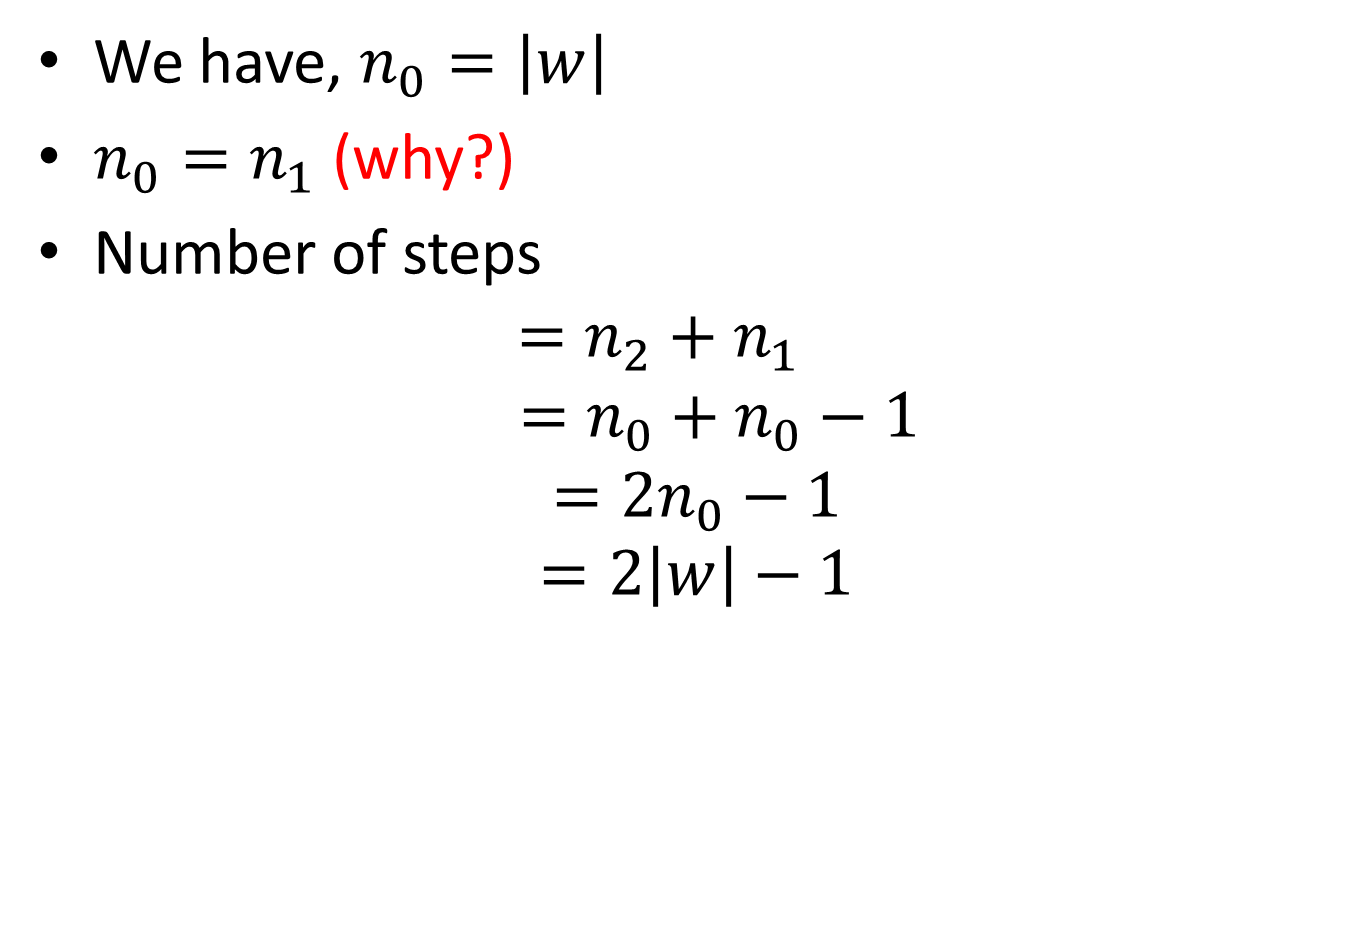 • We have, 𝑛₀ = |𝑤|
• 𝑛₀ = 𝑛₁ (why?)
• Number of steps
= 𝑛₂ + 𝑛₁
= 𝑛₀ + 𝑛₀ − 1
= 2𝑛₀ − 1
= 2|𝑤| − 1